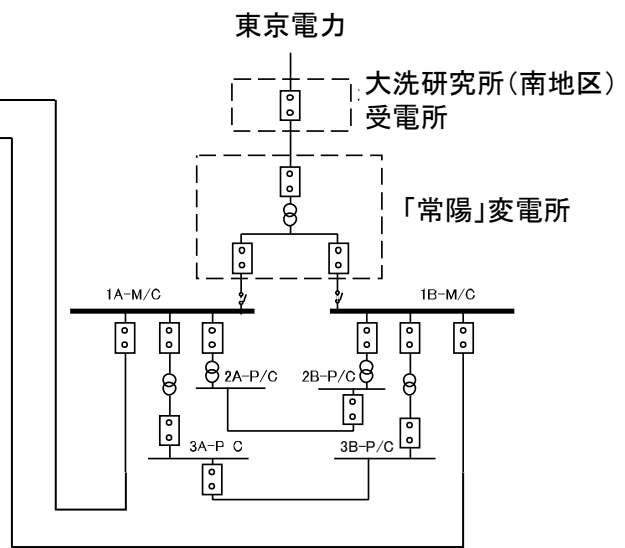 東京電力
大洗研究所(南地区)
受電所
「常陽」変電所
1A-M/C
1B-M/C
2A-P/C
2B-P/C
3A-P C
3B-P/C